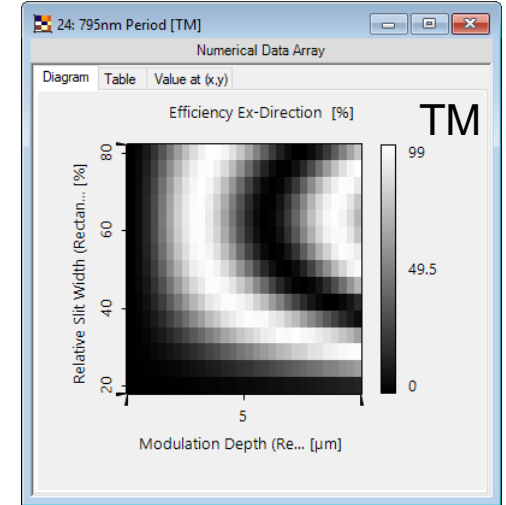 24: 795nm Period [TM]
Numerical Data Array
Diagram Table Value at (x,y)
Efficiency Ex-Direction [%]
TM
99
49.5
0
Relative Slit Width (Rectan... [%]
80
60
40
20
5
Modulation Depth (Re... [µm]